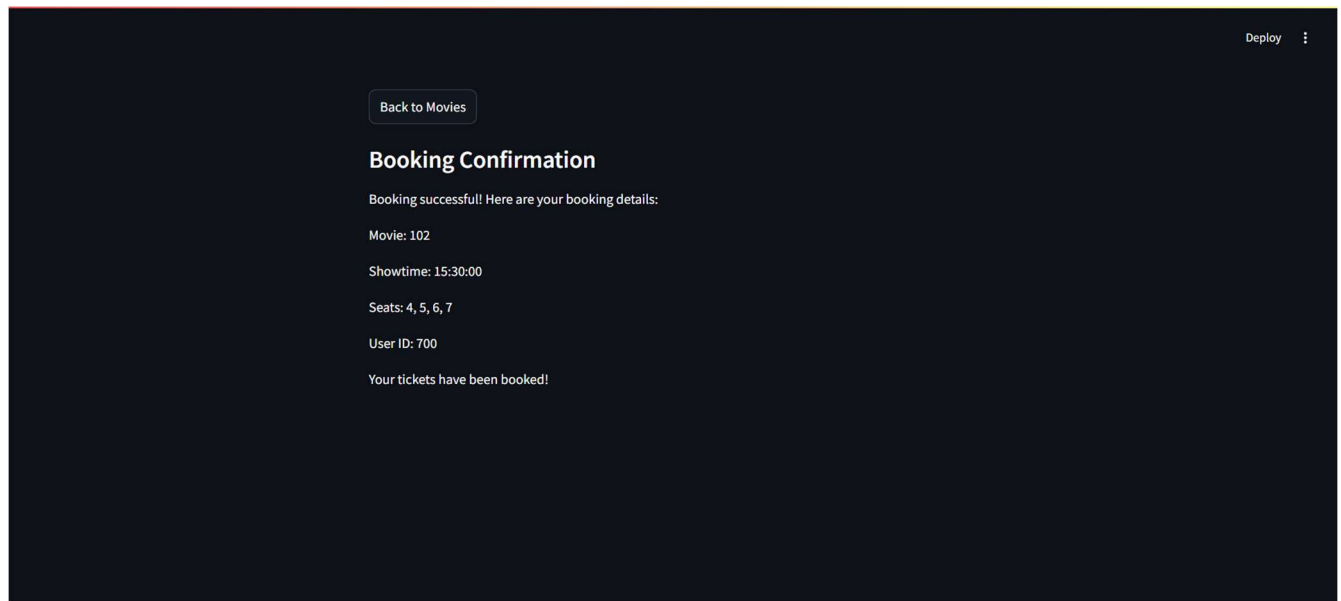 Deploy
Back to Movies
Booking Confirmation
Booking successful! Here are your booking details:
Movie: 102
Showtime: 15:30:00
Seats: 4, 5, 6, 7
User ID: 700
Your tickets have been booked!